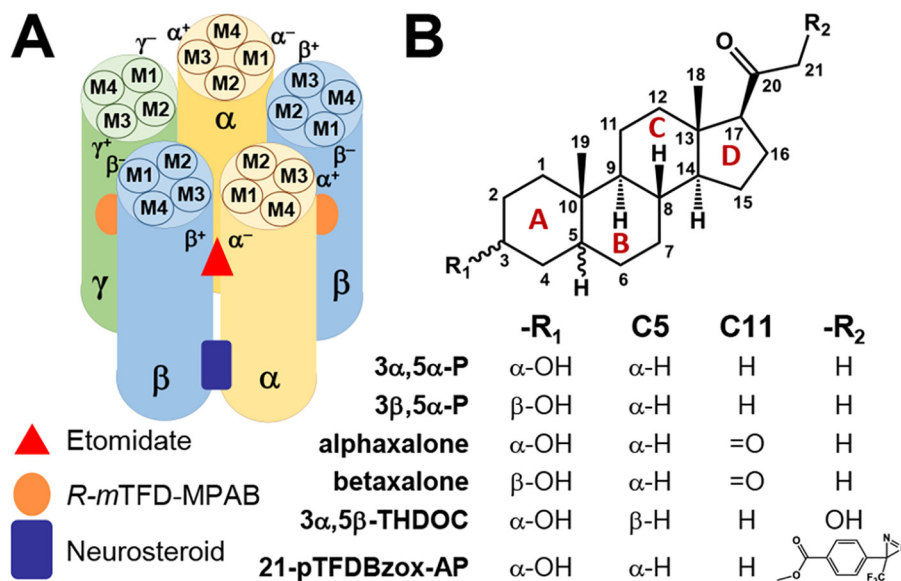 A
γ⁻ α⁺ M4 α⁻ β⁺
M1 M3 M1 M3
M4 M2 M2 M4
M3 M2 α M1
γ⁺ β⁻ M2 M2 β⁻ α⁺
M1 M3 M1 M3
M4 M4
β⁺ α⁻
γ β
β α
Etomidate
R-mTFD-MPAB
Neurosteroid
B
R₂
O
18 20 21
12 17
19 11 C 13 16
1 H D
2 9 14 15
A 10 8
R₁ 3 5 B H H 7
4 H 6
-R₁ C5 C11 -R₂
3α,5α-P α-OH α-H H H
3β,5α-P β-OH α-H H H
alphaxalone α-OH α-H =O H
betaxalone β-OH α-H =O H
3α,5β-THDOC α-OH β-H H OH
21-pTFDBzox-AP α-OH α-H H O O F₃C N